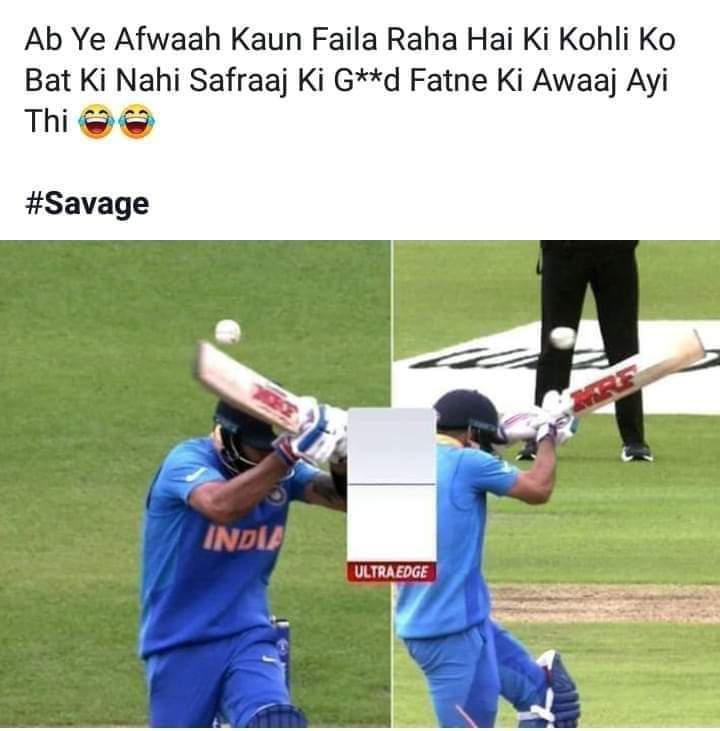 Ab Ye Afwaah Kaun Faila Raha Hai Ki Kohli Ko
Bat Ki Nahi Safraaj Ki G**d Fatne Ki Awaaj Ayi
Thi 😂😂
#Savage
MRF
INDIA
ULTRAEDGE